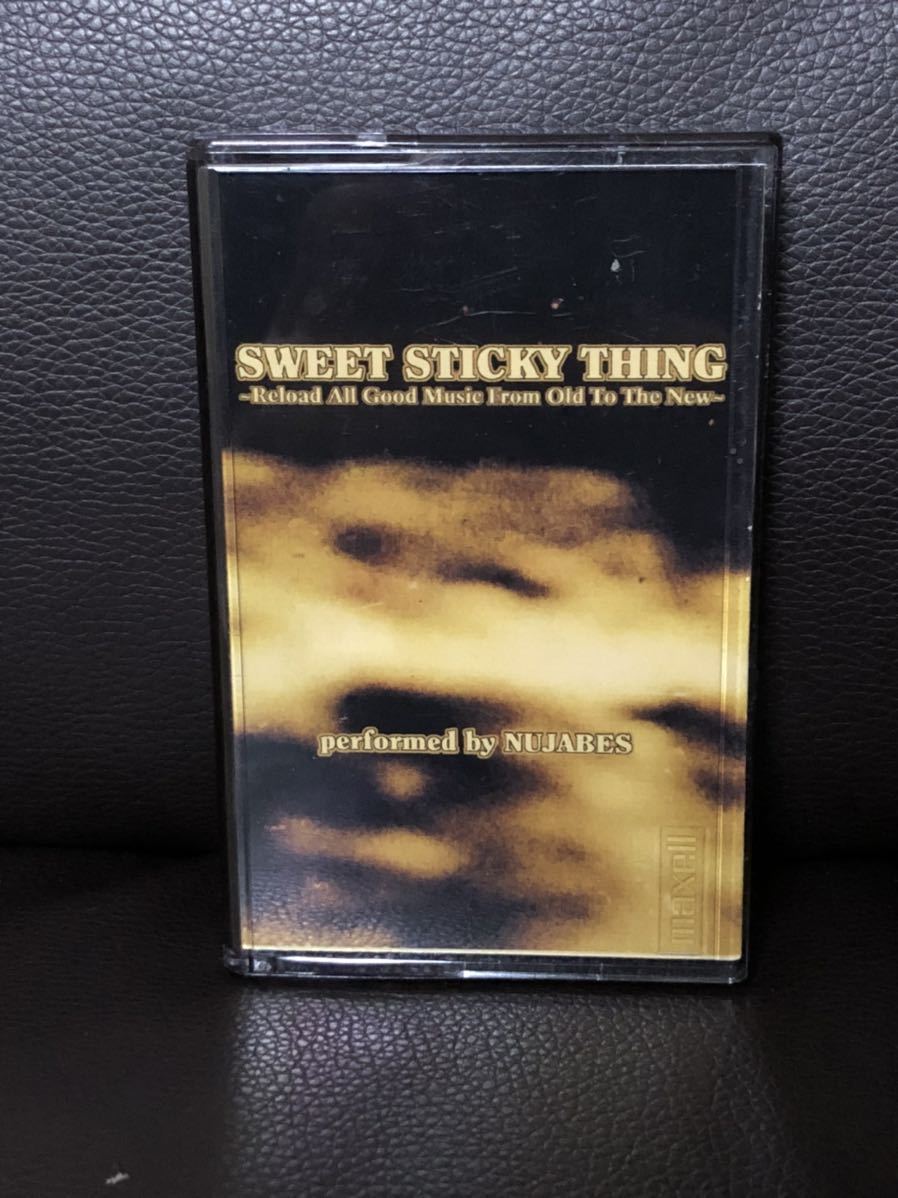 SWEET STICKY THING
~Reload All Good Music From Old To The New~
performed by NUJABES
maxell